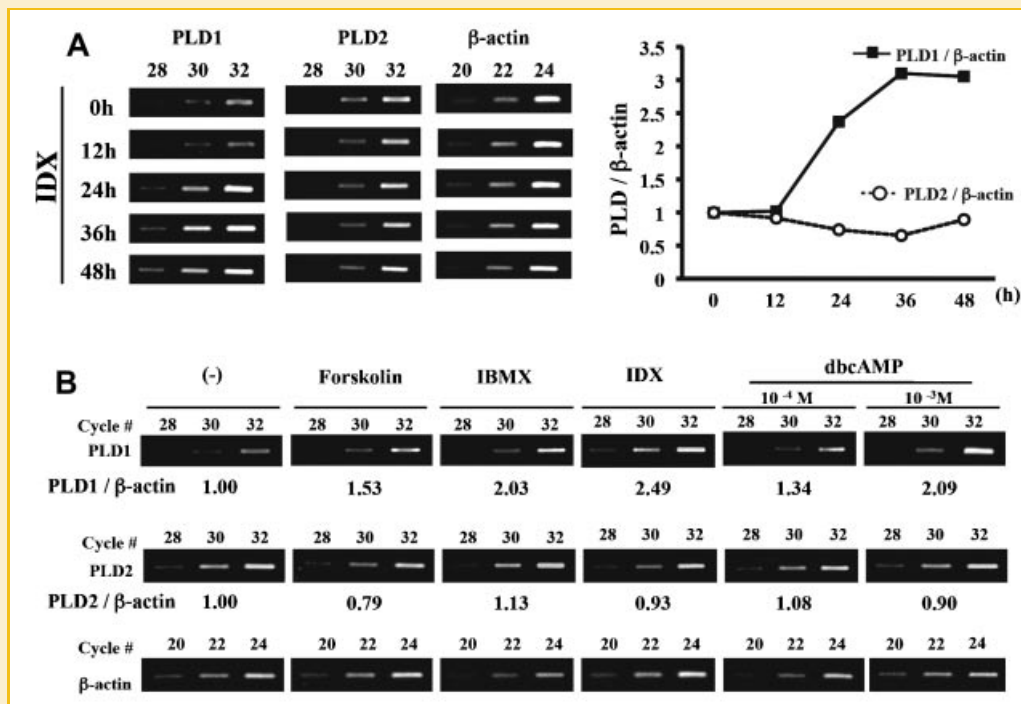 A
PLD1 PLD2 β-actin
28 30 32 28 30 32 20 22 24
IDX
0h
12h
24h
36h
48h
PLD / β-actin
3.5
3
2.5
2
1.5
1
0.5
0
PLD1 / β-actin
PLD2 / β-actin
0 12 24 36 48 (h)
B
(-) Forskolin IBMX IDX dbcAMP
10⁻⁴ M 10⁻³M
Cycle # 28 30 32 28 30 32 28 30 32 28 30 32 28 30 32 28 30 32
PLD1
PLD1 / β-actin 1.00 1.53 2.03 2.49 1.34 2.09
Cycle # 28 30 32 28 30 32 28 30 32 28 30 32 28 30 32 28 30 32
PLD2
PLD2 / β-actin 1.00 0.79 1.13 0.93 1.08 0.90
Cycle # 20 22 24 20 22 24 20 22 24 20 22 24 20 22 24 20 22 24
β-actin